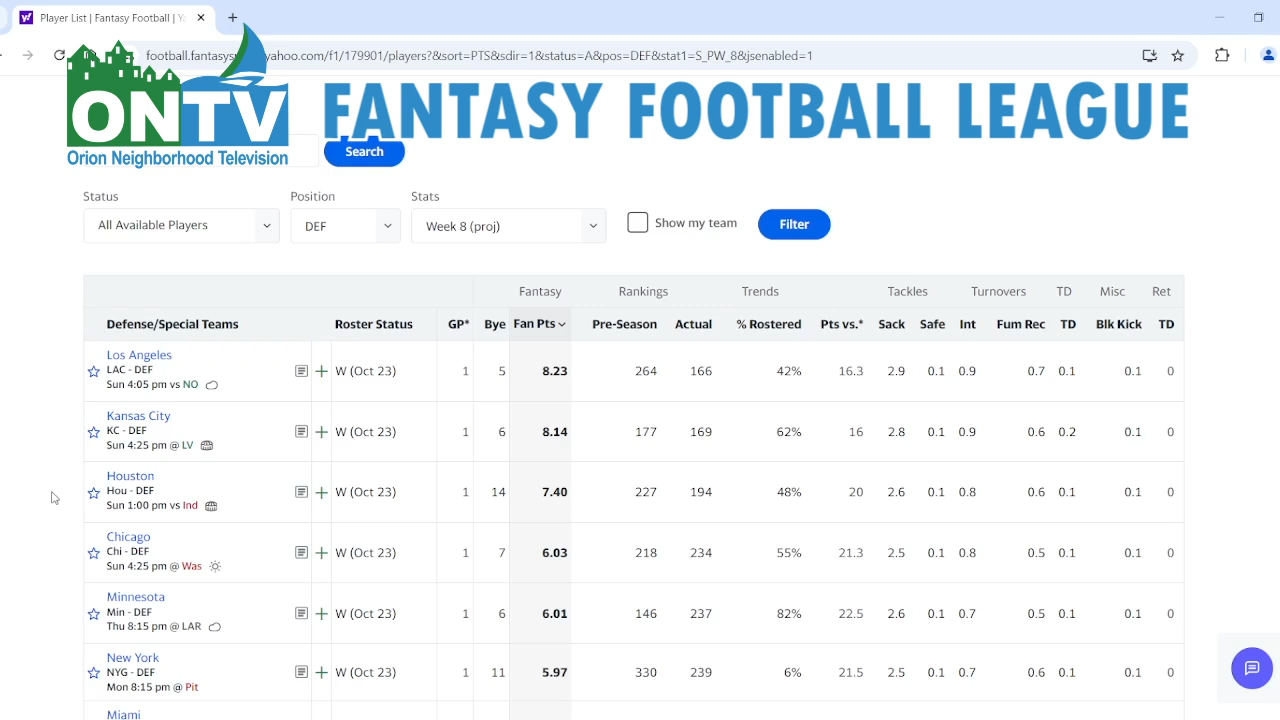 Player List | Fantasy Football | Ya
football.fantasys yahoo.com/f1/179901/players?&sort=PTS&sdir=1&status=A&pos=DEF&stat1=S_PW_8&jsenabled=1
ONTV
Orion Neighborhood Television
FANTASY FOOTBALL LEAGUE
Search
Status Position Stats
All Available Players DEF Week 8 (proj) Show my team Filter
Fantasy Rankings Trends Tackles Turnovers TD Misc Ret
Defense/Special Teams Roster Status GP* Bye Fan Pts Pre-Season Actual % Rostered Pts vs.* Sack Safe Int Fum Rec TD Blk Kick TD
Los Angeles
LAC - DEF W (Oct 23) 1 5 8.23 264 166 42% 16.3 2.9 0.1 0.9 0.7 0.1 0.1 0
Sun 4:05 pm vs NO
Kansas City
KC - DEF W (Oct 23) 1 6 8.14 177 169 62% 16 2.8 0.1 0.9 0.6 0.2 0.1 0
Sun 4:25 pm @ LV
Houston
Hou - DEF W (Oct 23) 1 14 7.40 227 194 48% 20 2.6 0.1 0.8 0.6 0.1 0.1 0
Sun 1:00 pm vs Ind
Chicago
Chi - DEF W (Oct 23) 1 7 6.03 218 234 55% 21.3 2.5 0.1 0.8 0.5 0.1 0.1 0
Sun 4:25 pm @ Was
Minnesota
Min - DEF W (Oct 23) 1 6 6.01 146 237 82% 22.5 2.6 0.1 0.7 0.5 0.1 0.1 0
Thu 8:15 pm @ LAR
New York
NYG - DEF W (Oct 23) 1 11 5.97 330 239 6% 21.5 2.5 0.1 0.7 0.6 0.1 0.1 0
Mon 8:15 pm @ Pit
Miami